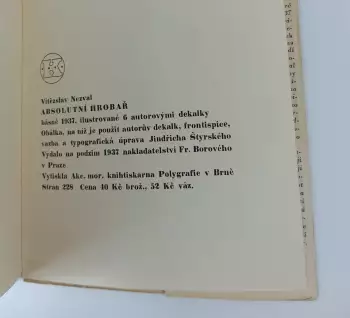 Vítězslav Nezval
ABSOLUTNÍ HROBAŘ
básně 1937, ilustrované 6 autorovými dekalky
Obálka, na níž je použit autorův dekalk, frontispice,
vazba a typografická úprava Jindřicha Štyrského
Vydalo na podzim 1937 nakladatelství Fr. Borového
v Praze
Vytiskla Akc. mor. knihtiskárna Polygrafie v Brně
Stran 228 Cena 40 Kč brož., 52 Kč váz.